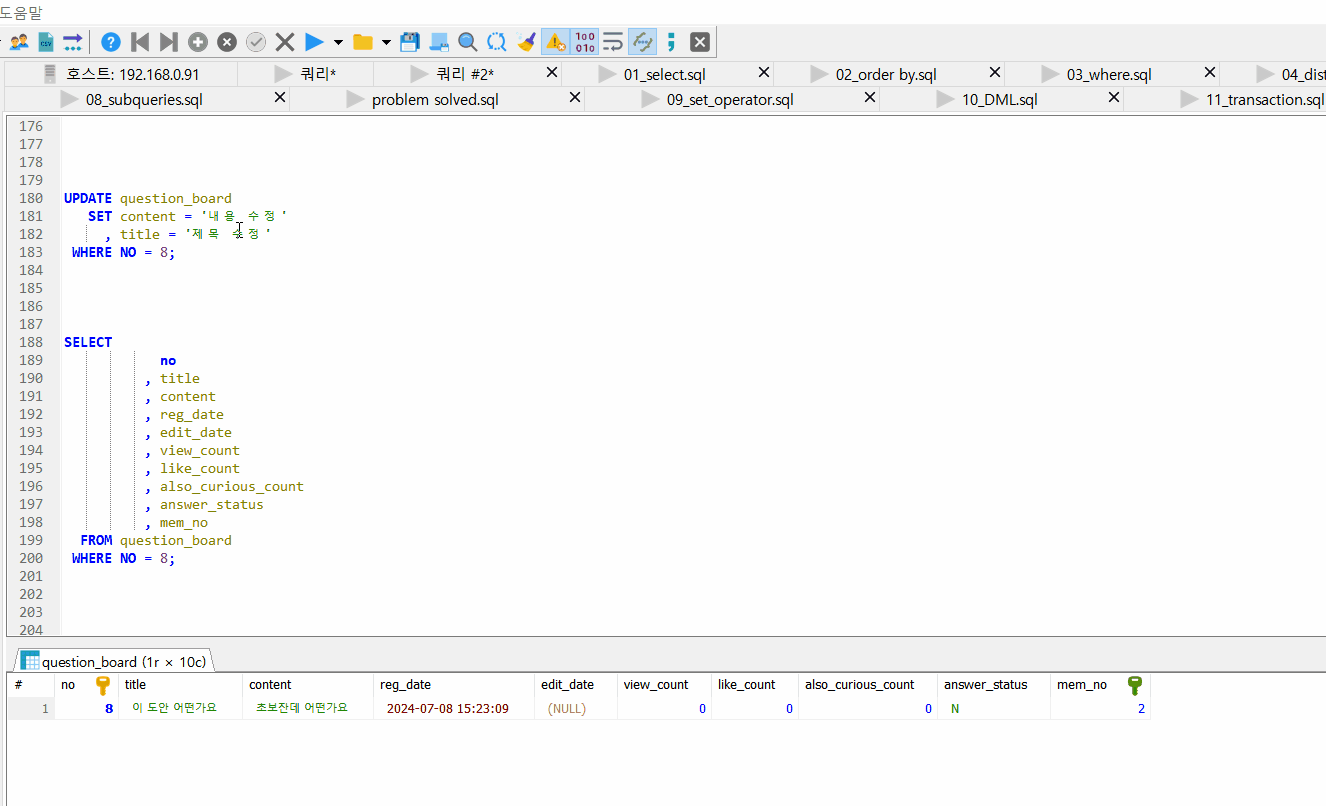 도움말
호스트: 192.168.0.91 쿼리* 쿼리 #2* 01_select.sql 02_order by.sql 03_where.sql 04_dist
08_subqueries.sql problem solved.sql 09_set_operator.sql 10_DML.sql 11_transaction.sql
176
177
178
179
180 UPDATE question_board
181 SET content = '내용 수정'
182 , title = '제목 수정'
183 WHERE NO = 8;
184
185
186
187
188 SELECT
189 no
190 , title
191 , content
192 , reg_date
193 , edit_date
194 , view_count
195 , like_count
196 , also_curious_count
197 , answer_status
198 , mem_no
199 FROM question_board
200 WHERE NO = 8;
201
202
203
204
question_board (1r × 10c)
# no title content reg_date edit_date view_count like_count also_curious_count answer_status mem_no
1 8 이 도안 어떤가요 초보잔데 어떤가요 2024-07-08 15:23:09 (NULL) 0 0 0 N 2